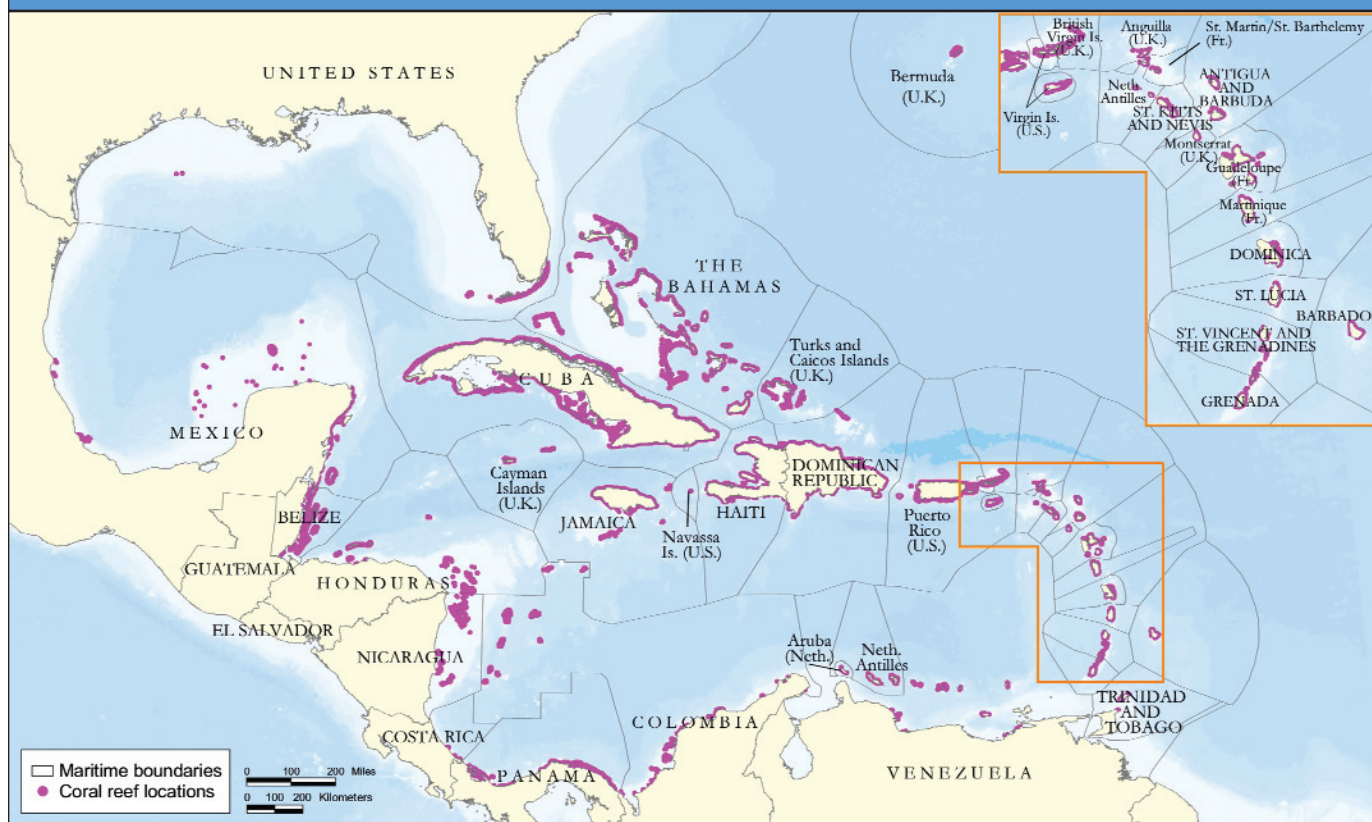 UNITED STATES
Bermuda
(U.K.)
British
Virgin Is.
(U.K.)
Anguilla
(U.K.)
St. Martin/St. Barthelemy
(Fr.)
Virgin Is.
(U.S.)
Neth.
Antilles
ANTIGUA
AND
BARBUDA
ST. KITTS
AND NEVIS
Montserrat
(U.K.)
Guadeloupe
(Fr.)
Martinique
(Fr.)
DOMINICA
ST. LUCIA
BARBADO
ST. VINCENT AND
THE GRENADINES
GRENADA
THE
BAHAMAS
Turks and
Caicos Islands
(U.K.)
CUBA
MEXICO
Cayman
Islands
(U.K.)
JAMAICA
Navassa
Is. (U.S.)
HAITI
DOMINICAN
REPUBLIC
Puerto
Rico
(U.S.)
BELIZE
GUATEMALA
HONDURAS
EL SALVADOR
NICARAGUA
Aruba
(Neth.)
Neth.
Antilles
TRINIDAD
AND
TOBAGO
COSTA RICA
PANAMA
COLOMBIA
VENEZUELA
Maritime boundaries
Coral reef locations
0 100 200 Miles
0 100 200 Kilometers